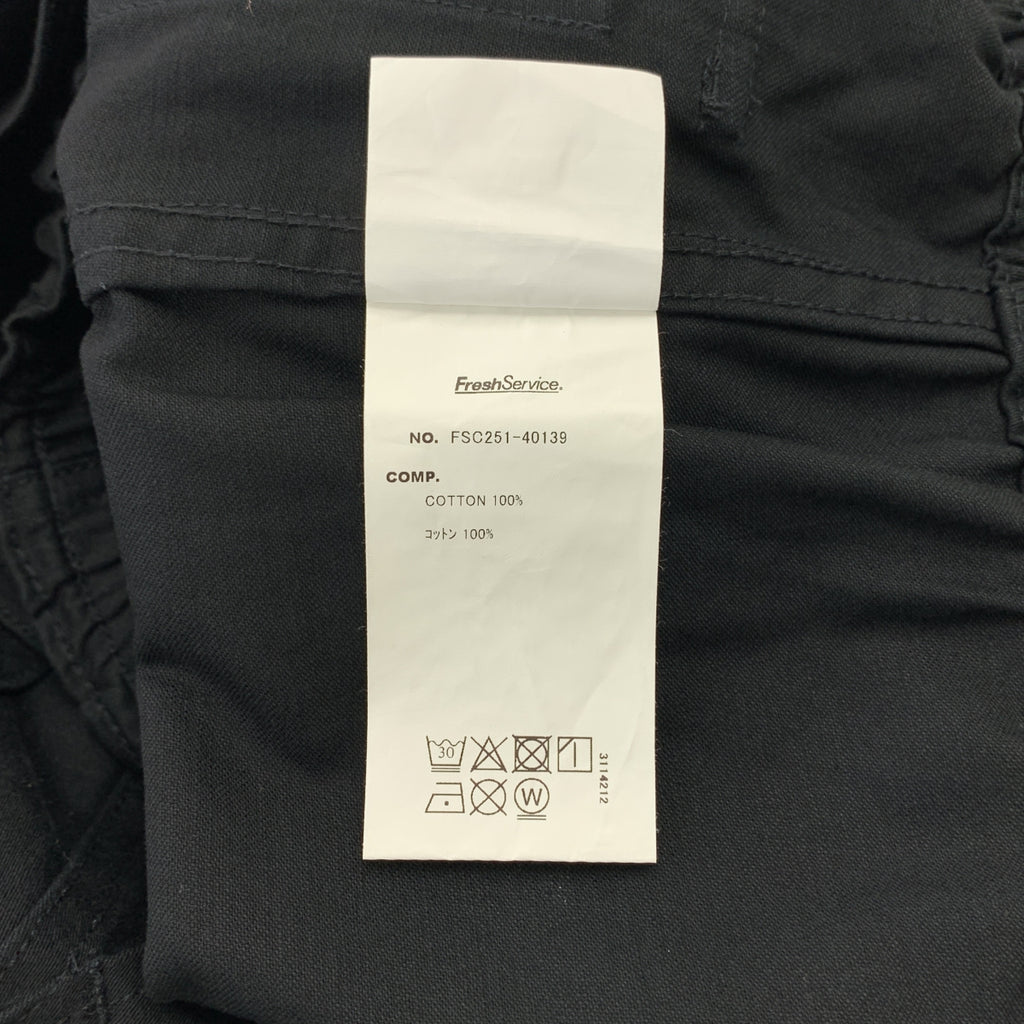 FreshService.
NO. FSC251-40139
COMP.
COTTON 100%
コットン 100%
30
W
3114212